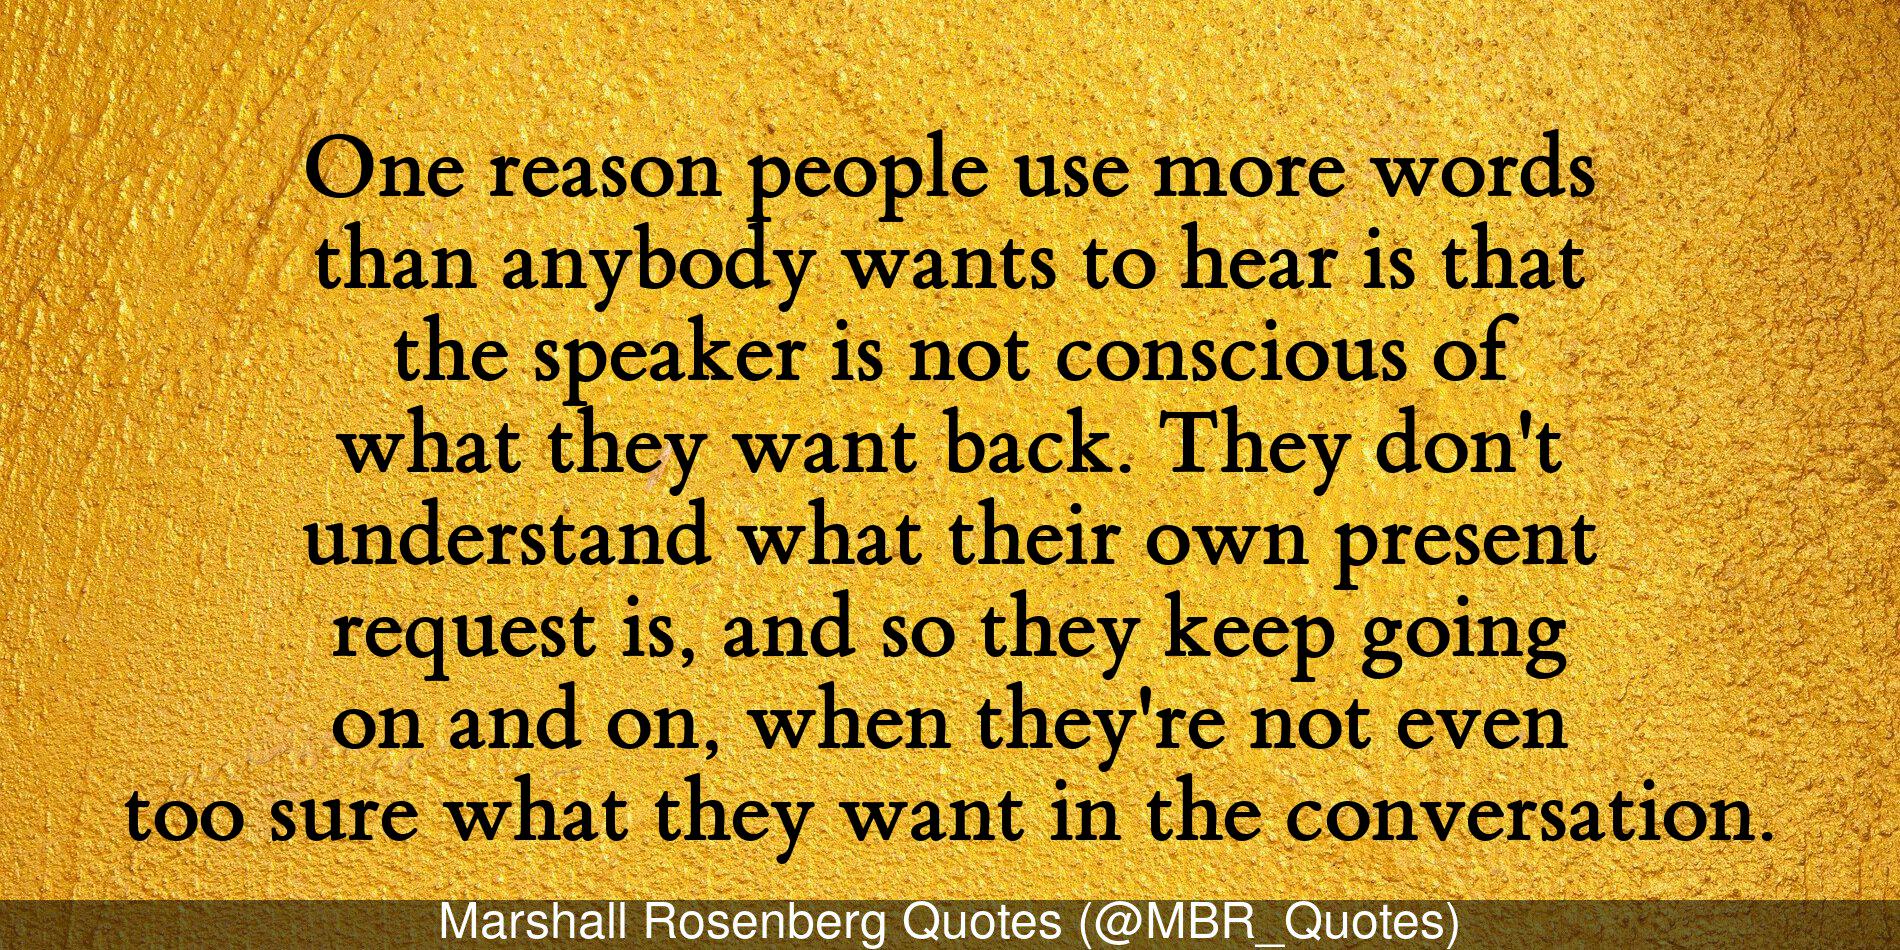 One reason people use more words
than anybody wants to hear is that
the speaker is not conscious of
what they want back. They don't
understand what their own present
request is, and so they keep going
on and on, when they're not even
too sure what they want in the conversation.
Marshall Rosenberg Quotes (@MBR_Quotes)